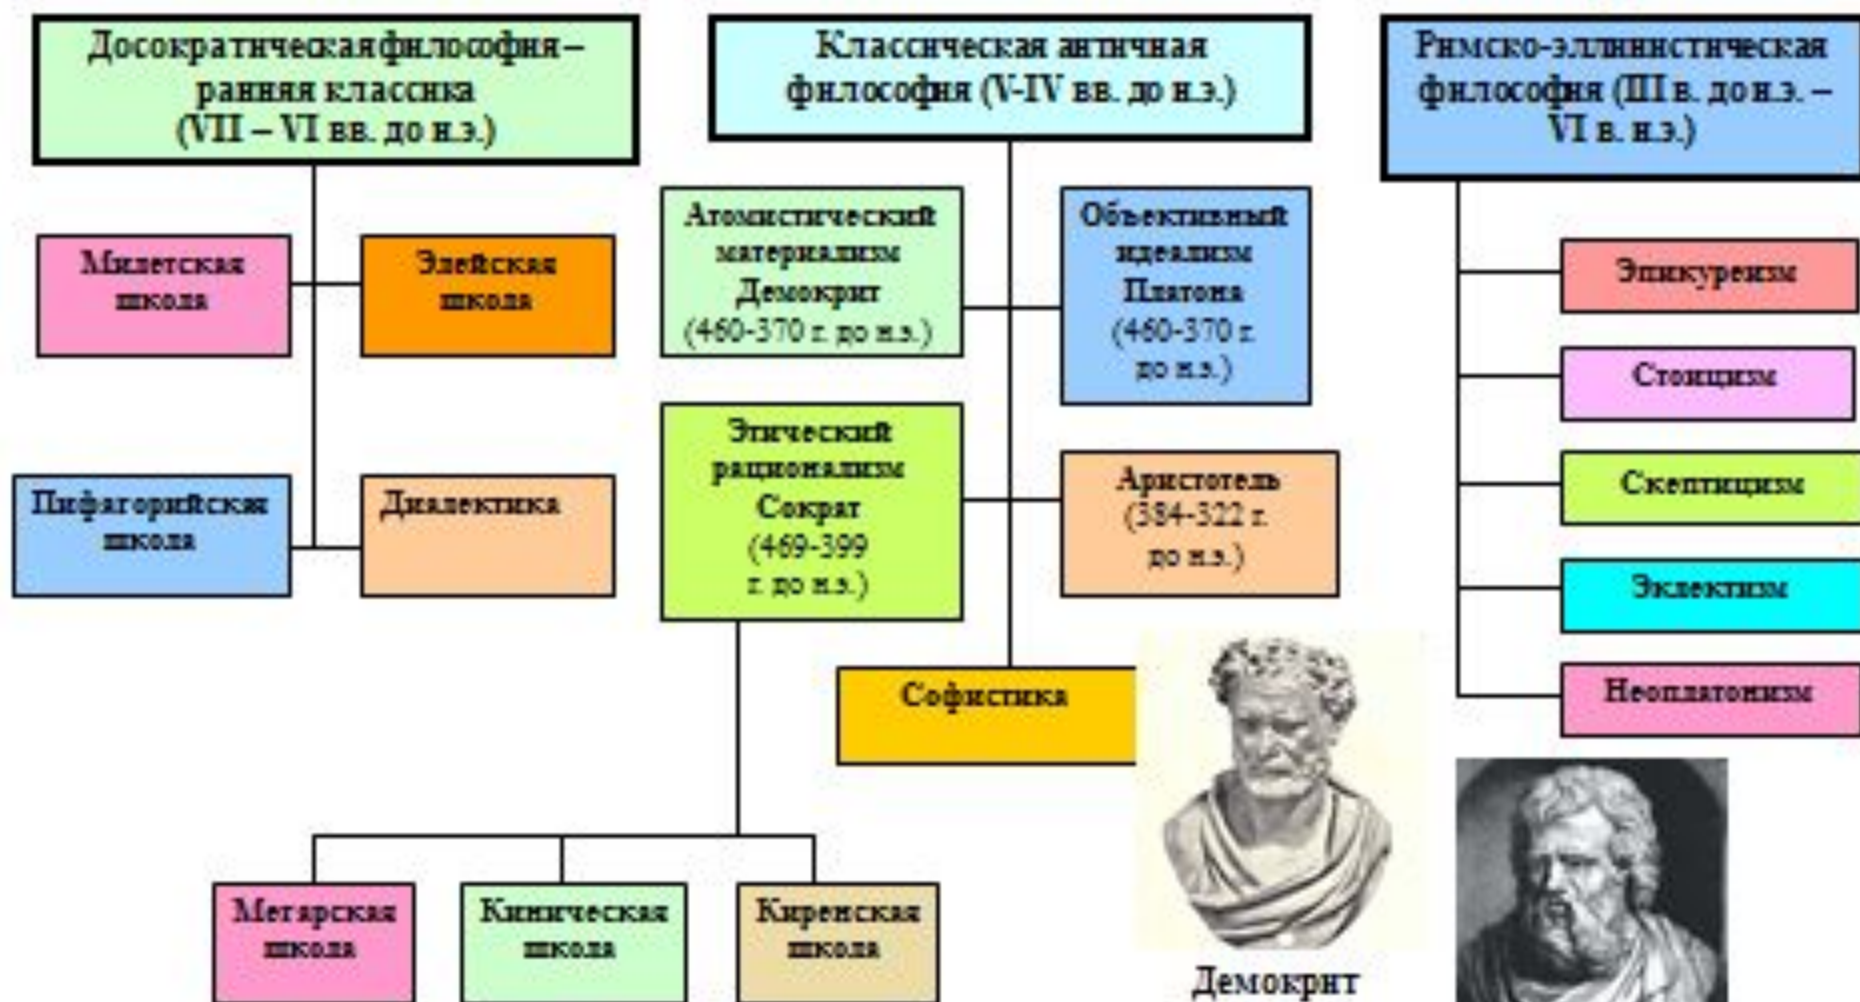 Досократическая философия –
ранняя классика
(VII – VI вв. до н.э.)
Милетская
школа
Элейская
школа
Пифагорийская
школа
Диалектика
Классическая античная
философия (V-IV вв. до н.э.)
Атомистический
материализм
Демокрит
(460-370 г. до н.э.)
Объективный
идеализм
Платона
(460-370 г.
до н.э.)
Этический
рационализм
Сократ
(469-399
г. до н.э.)
Аристотель
(384-322 г.
до н.э.)
Софистика
Мегарская
школа
Киническая
школа
Киренская
школа
Римско-эллинистическая
философия (III в. до н.э. –
VI в. н.э.)
Эпикуреизм
Стоицизм
Скептицизм
Эклектизм
Неоплатонизм
Демокрит